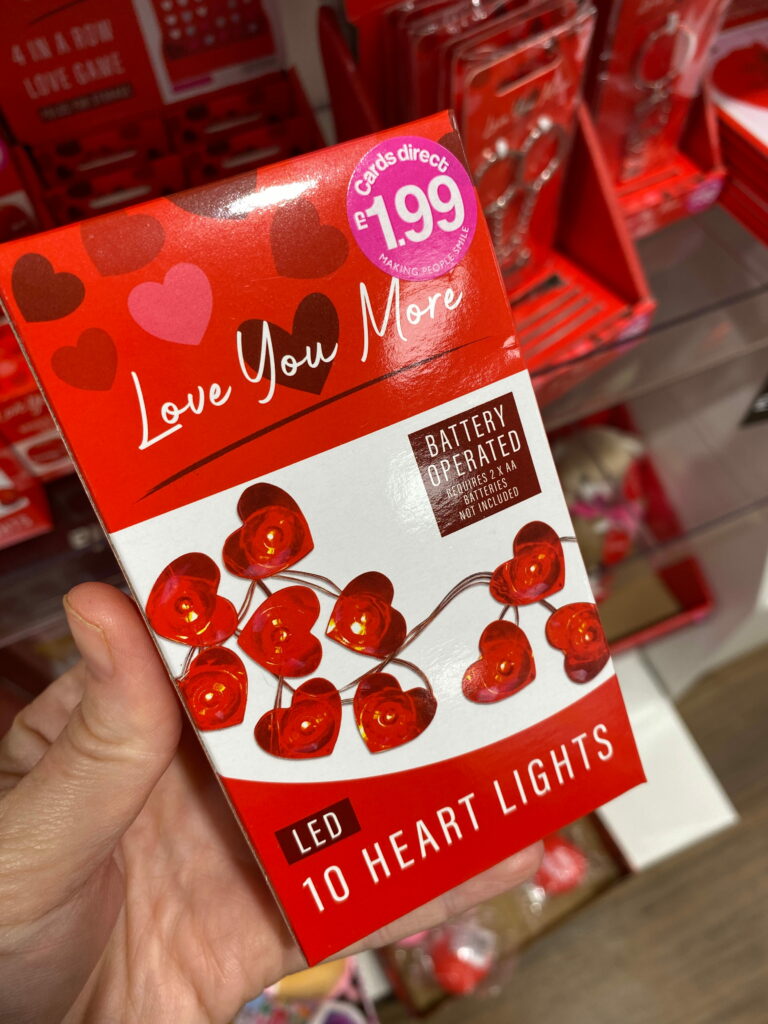 4 IN A ROW
LOVE GAME
Cards direct
£1.99
MAKING PEOPLE SMILE
Love You More
BATTERY
OPERATED
REQUIRES 2 X AA
BATTERIES
NOT INCLUDED
LED
10 HEART LIGHTS